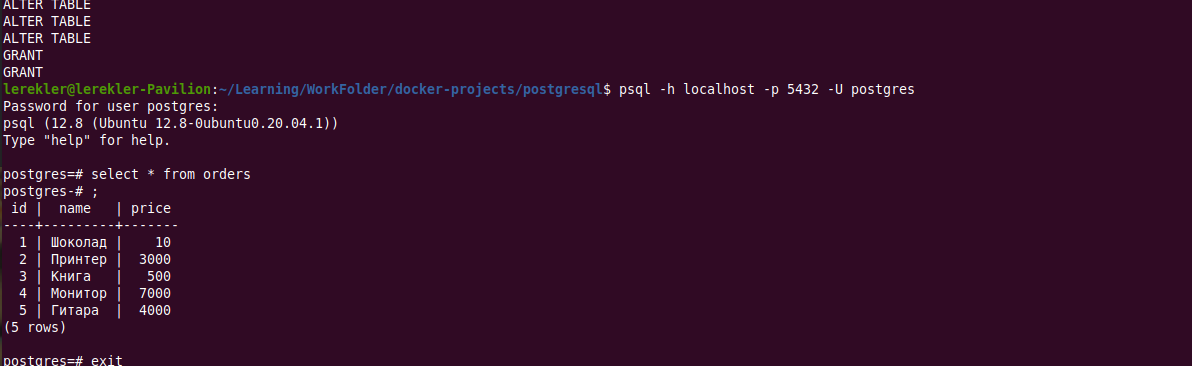 ALTER TABLE
ALTER TABLE
ALTER TABLE
GRANT
GRANT
lerekler@lerekler-Pavilion:~/Learning/WorkFolder/docker-projects/postgresql$ psql -h localhost -p 5432 -U postgres
Password for user postgres:
psql (12.8 (Ubuntu 12.8-0ubuntu0.20.04.1))
Type "help" for help.
postgres=# select * from orders
postgres-# ;
 id |  name   | price
----+---------+-------
  1 | Шоколад |    10
  2 | Принтер |  3000
  3 | Книга   |   500
  4 | Монитор |  7000
  5 | Гитара  |  4000
(5 rows)
postgres=# exit